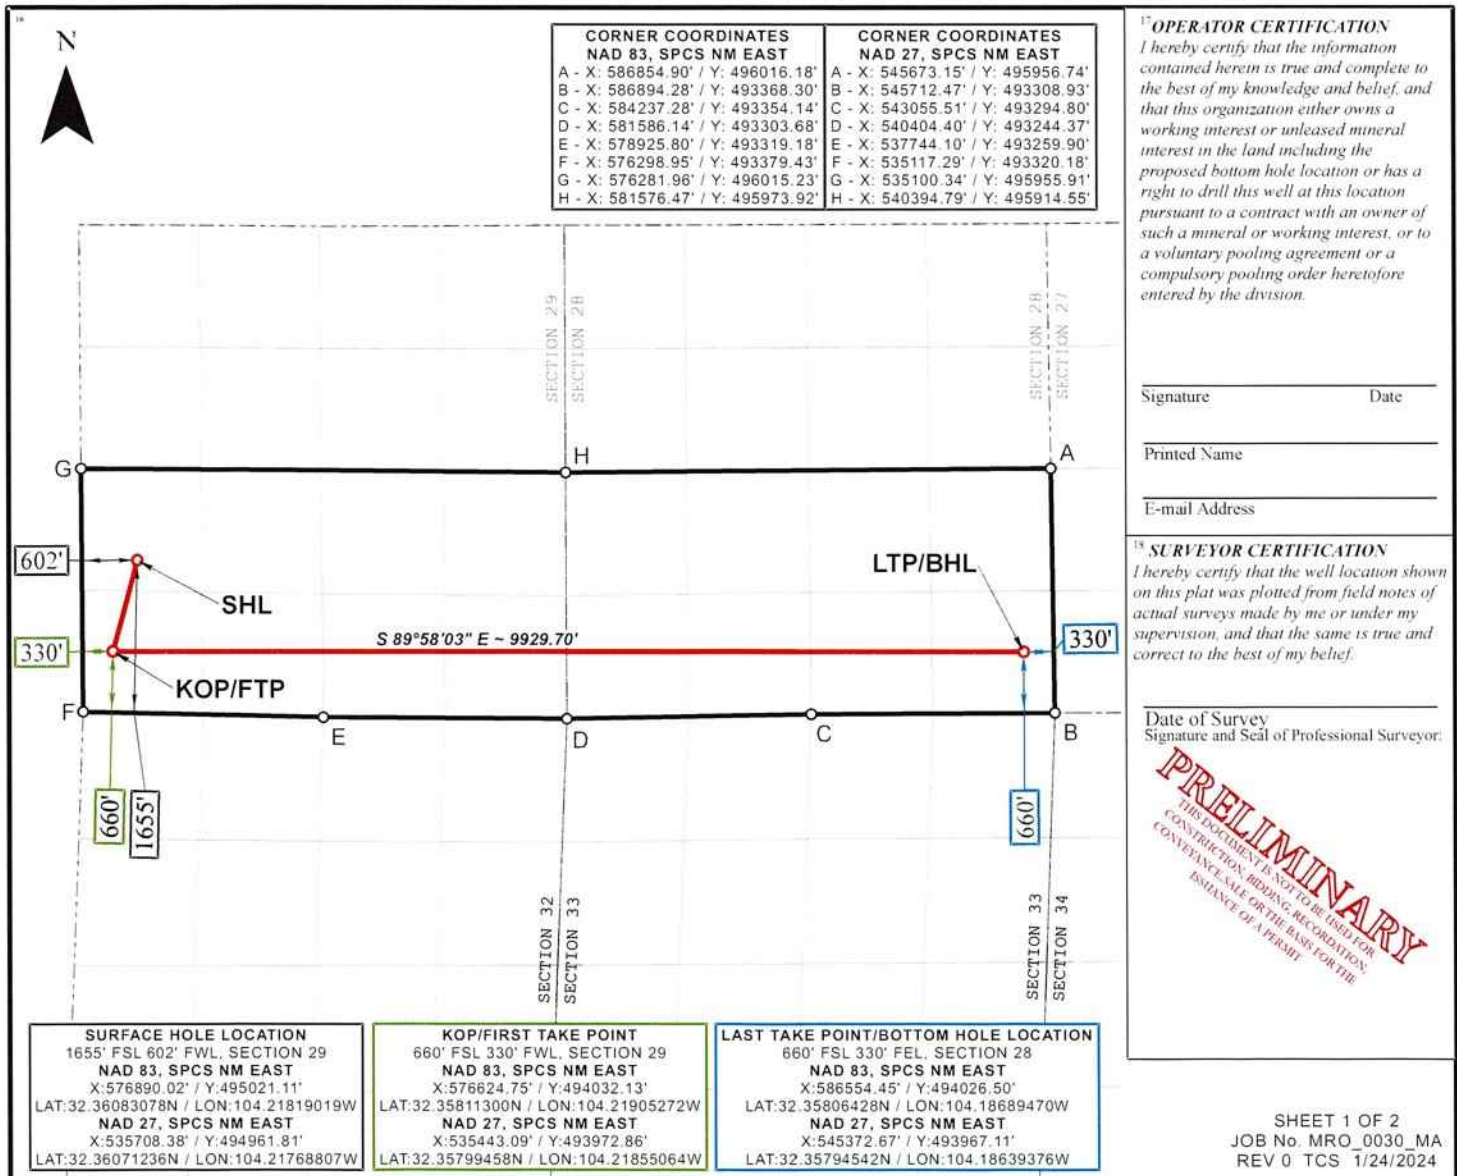 16
N
CORNER COORDINATES
NAD 83, SPCS NM EAST
A - X: 586854.90' / Y: 496016.18'
B - X: 586894.28' / Y: 493368.30'
C - X: 584237.28' / Y: 493354.14'
D - X: 581586.14' / Y: 493303.68'
E - X: 578925.80' / Y: 493319.18'
F - X: 576298.95' / Y: 493379.43'
G - X: 576281.96' / Y: 496015.23'
H - X: 581576.47' / Y: 495973.92'
CORNER COORDINATES
NAD 27, SPCS NM EAST
A - X: 545673.15' / Y: 495956.74'
B - X: 545712.47' / Y: 493308.93'
C - X: 543055.51' / Y: 493294.80'
D - X: 540404.40' / Y: 493244.37'
E - X: 537744.10' / Y: 493259.90'
F - X: 535117.29' / Y: 493320.18'
G - X: 535100.34' / Y: 495955.91'
H - X: 540394.79' / Y: 495914.55'
SECTION 29
SECTION 28
SECTION 28
SECTION 27
G
H
A
602'
SHL
LTP/BHL
330'
S 89°58'03" E ~ 9929.70'
330'
KOP/FTP
F
E
D
C
B
660'
1655'
660'
SECTION 32
SECTION 33
SECTION 33
SECTION 34
SURFACE HOLE LOCATION
1655' FSL 602' FWL, SECTION 29
NAD 83, SPCS NM EAST
X:576890.02' / Y:495021.11'
LAT:32.36083078N / LON:104.21819019W
NAD 27, SPCS NM EAST
X:535708.38' / Y:494961.81'
LAT:32.36071236N / LON:104.21768807W
KOP/FIRST TAKE POINT
660' FSL 330' FWL, SECTION 29
NAD 83, SPCS NM EAST
X:576624.75' / Y:494032.13'
LAT:32.35811300N / LON:104.21905272W
NAD 27, SPCS NM EAST
X:535443.09' / Y:493972.86'
LAT:32.35799458N / LON:104.21855064W
LAST TAKE POINT/BOTTOM HOLE LOCATION
660' FSL 330' FEL, SECTION 28
NAD 83, SPCS NM EAST
X:586554.45' / Y:494026.50'
LAT:32.35806428N / LON:104.18689470W
NAD 27, SPCS NM EAST
X:545372.67' / Y:493967.11'
LAT:32.35794542N / LON:104.18639376W
17 OPERATOR CERTIFICATION
I hereby certify that the information
contained herein is true and complete to
the best of my knowledge and belief, and
that this organization either owns a
working interest or unleased mineral
interest in the land including the
proposed bottom hole location or has a
right to drill this well at this location
pursuant to a contract with an owner of
such a mineral or working interest, or to
a voluntary pooling agreement or a
compulsory pooling order heretofore
entered by the division.
Signature Date
Printed Name
E-mail Address
18 SURVEYOR CERTIFICATION
I hereby certify that the well location shown
on this plat was plotted from field notes of
actual surveys made by me or under my
supervision, and that the same is true and
correct to the best of my belief.
Date of Survey
Signature and Seal of Professional Surveyor:
PRELIMINARY
THIS DOCUMENT IS NOT TO BE USED FOR
CONSTRUCTION, BIDDING, RECORDATION,
CONVEYANCE, SALE OR THE BASIS FOR THE
ISSUANCE OF A PERMIT
SHEET 1 OF 2
JOB No. MRO_0030_MA
REV 0 TCS 1/24/2024